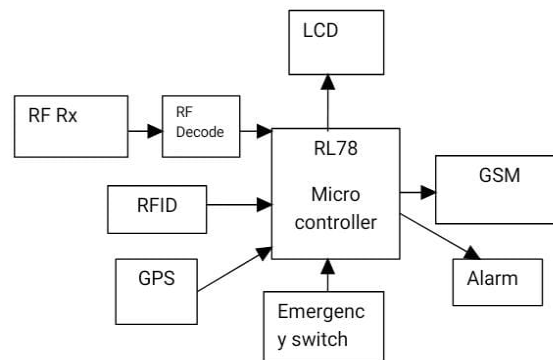 LCD
RF Rx
RF
Decode
RL78
Micro
controller
GSM
RFID
GPS
Alarm
Emergenc
y switch